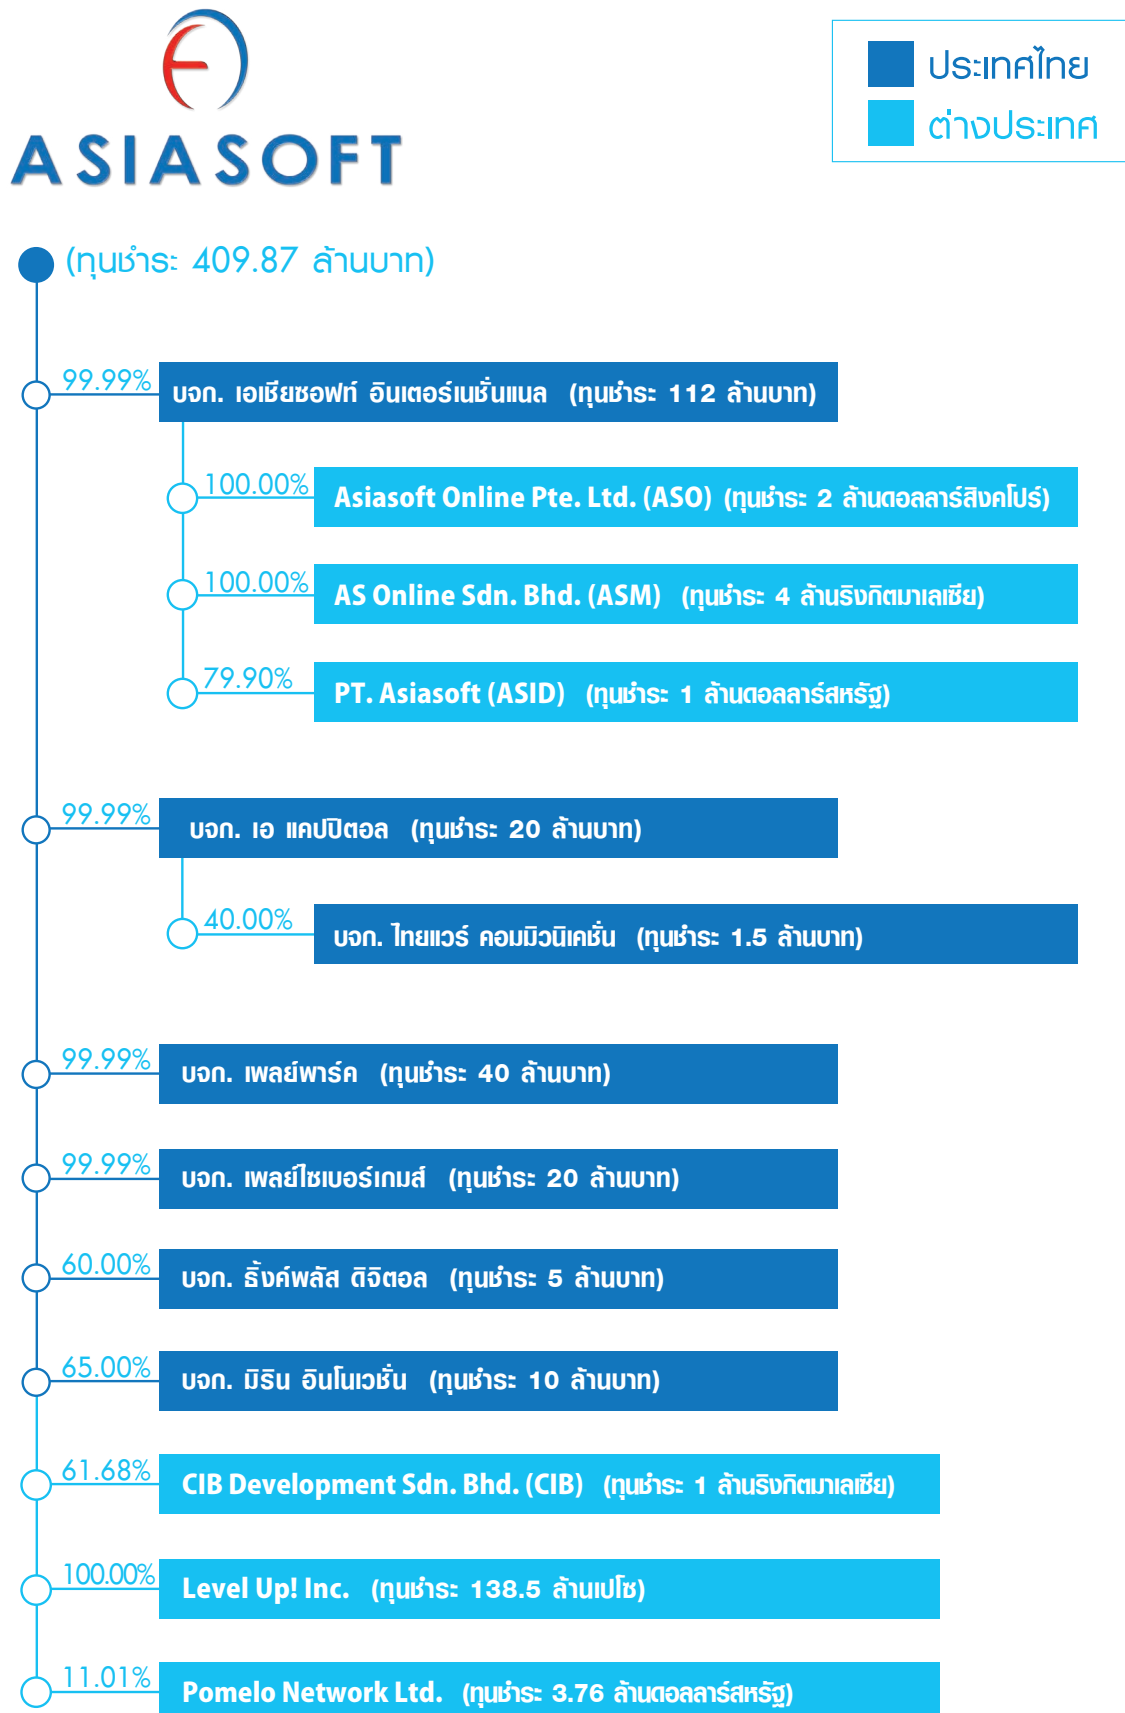 ASIASOFT
ประเทศไทย
ต่างประเทศ
(ทุนชำระ 409.87 ล้านบาท)
99.99% บจก. เอเชียซอฟท์ อินเตอร์เนชั่นแนล (ทุนชำระ 112 ล้านบาท)
100.00% Asiasoft Online Pte. Ltd. (ASO) (ทุนชำระ 2 ล้านดอลลาร์สิงคโปร์)
100.00% AS Online Sdn. Bhd. (ASM) (ทุนชำระ 4 ล้านริงกิตมาเลเซีย)
79.90% PT. Asiasoft (ASID) (ทุนชำระ 1 ล้านดอลลาร์สหรัฐ)
99.99% บจก. เอ แคปปิตอล (ทุนชำระ 20 ล้านบาท)
40.00% บจก. ไทยแวร์ คอมมิวนิเคชั่น (ทุนชำระ 1.5 ล้านบาท)
99.99% บจก. เพลย์พาร์ค (ทุนชำระ 40 ล้านบาท)
99.99% บจก. เพลย์ไซเบอร์เกมส์ (ทุนชำระ 20 ล้านบาท)
60.00% บจก. ธิ้งค์พลัส ดิจิตอล (ทุนชำระ 5 ล้านบาท)
65.00% บจก. มิริน อินโนเวชั่น (ทุนชำระ 10 ล้านบาท)
61.68% CIB Development Sdn. Bhd. (CIB) (ทุนชำระ 1 ล้านริงกิตมาเลเซีย)
100.00% Level Up! Inc. (ทุนชำระ 138.5 ล้านเปโซ)
11.01% Pomelo Network Ltd. (ทุนชำระ 3.76 ล้านดอลลาร์สหรัฐ)